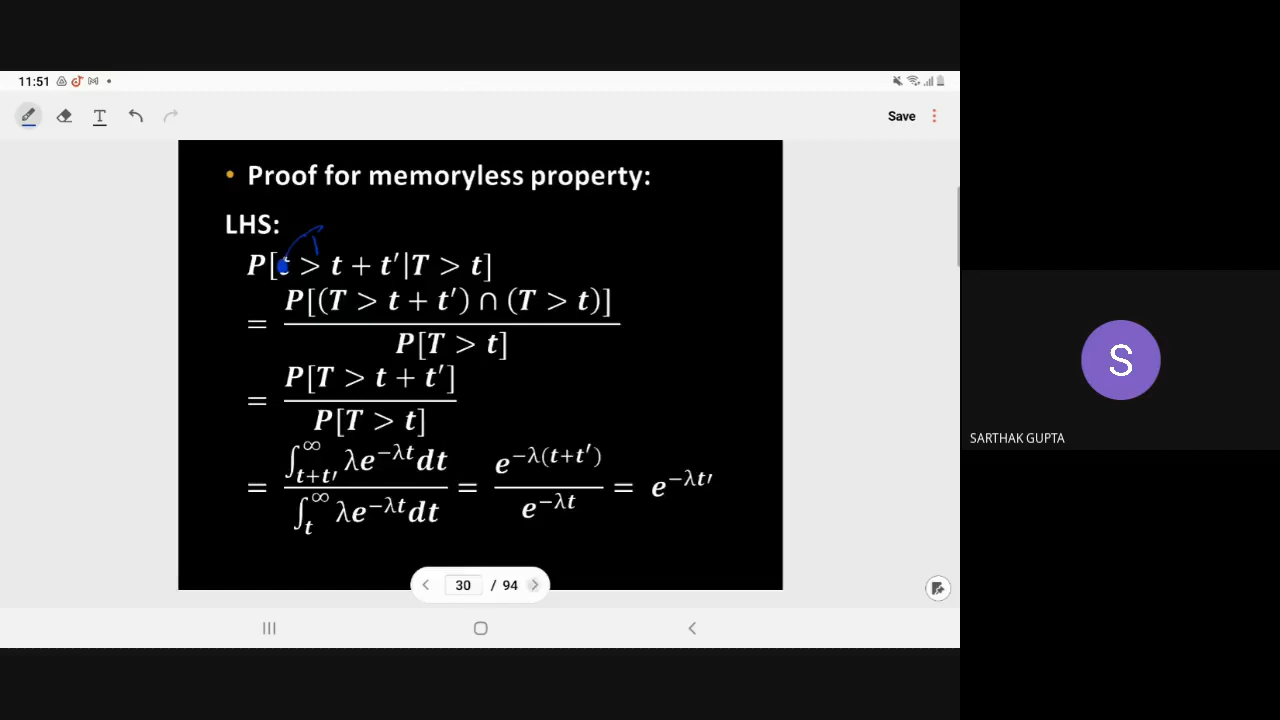 11:51
Save
• Proof for memoryless property:
LHS:
T
P[t > t + t′|T > t]
= P[(T > t + t′) ∩ (T > t)] / P[T > t]
= P[T > t + t′] / P[T > t]
= ∫_{t+t′}^∞ λe^{−λt}dt / ∫_t^∞ λe^{−λt}dt = e^{−λ(t+t′)} / e^{−λt} = e^{−λt′}
30 / 94
S
SARTHAK GUPTA